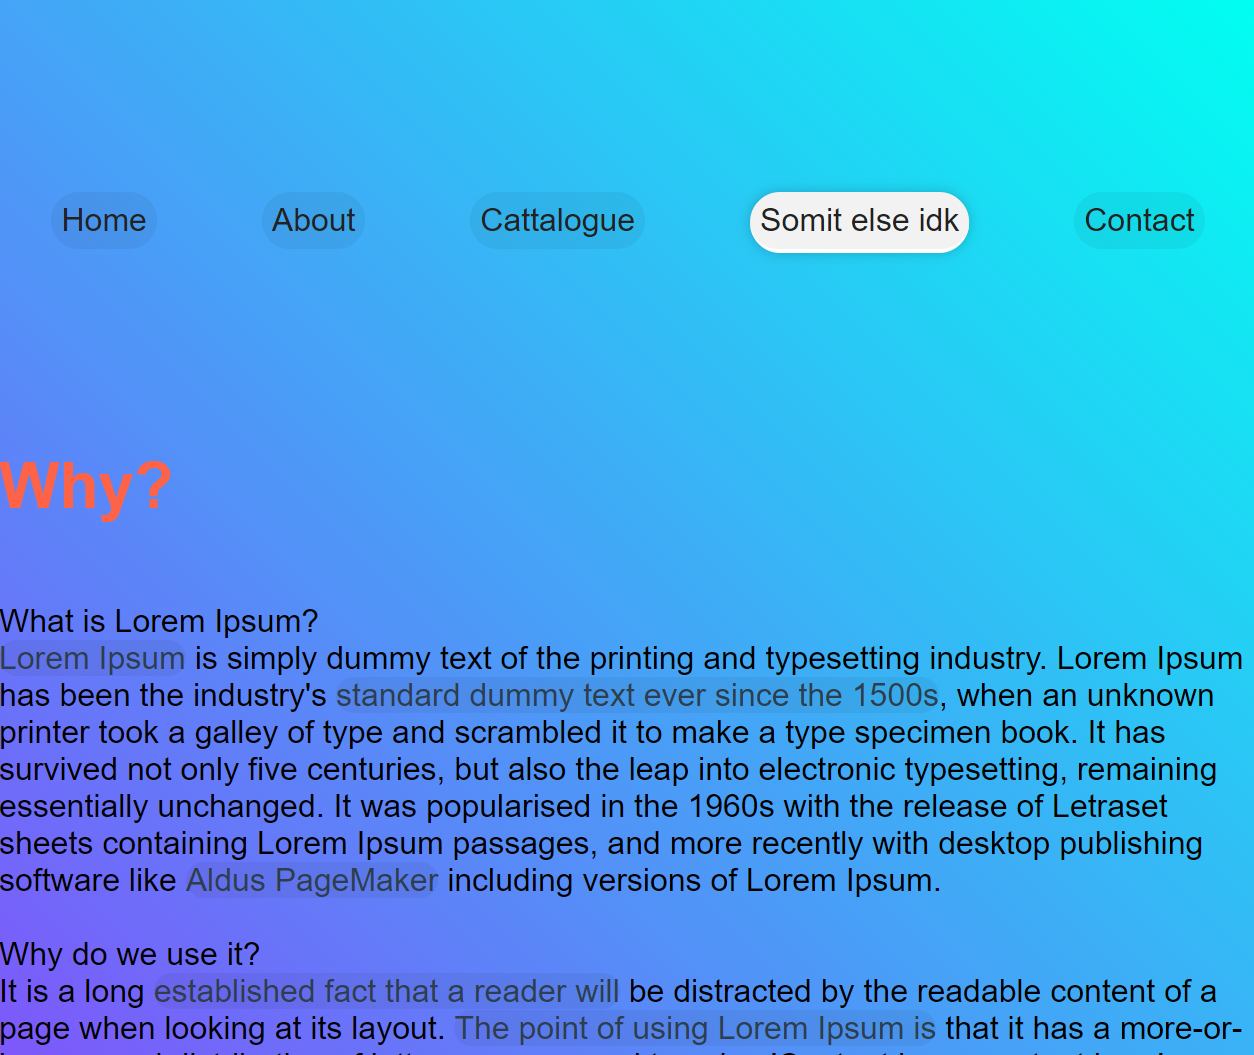 Home About Cattalogue Somit else idk Contact
Why?
What is Lorem Ipsum?
Lorem Ipsum is simply dummy text of the printing and typesetting industry. Lorem Ipsum
has been the industry's standard dummy text ever since the 1500s, when an unknown
printer took a galley of type and scrambled it to make a type specimen book. It has
survived not only five centuries, but also the leap into electronic typesetting, remaining
essentially unchanged. It was popularised in the 1960s with the release of Letraset
sheets containing Lorem Ipsum passages, and more recently with desktop publishing
software like Aldus PageMaker including versions of Lorem Ipsum.
Why do we use it?
It is a long established fact that a reader will be distracted by the readable content of a
page when looking at its layout. The point of using Lorem Ipsum is that it has a more-or-